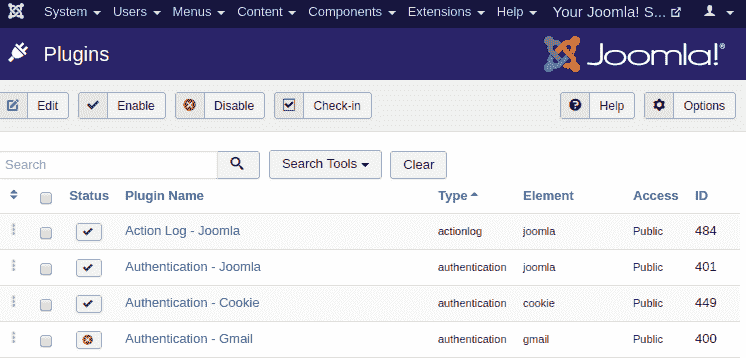 System Users Menus Content Components Extensions Help Your Joomla! S...
Plugins Joomla!®
Edit Enable Disable Check-in Help Options
Search Search Tools Clear
Status Plugin Name Type Element Access ID
Action Log - Joomla actionlog joomla Public 484
Authentication - Joomla authentication joomla Public 401
Authentication - Cookie authentication cookie Public 449
Authentication - Gmail authentication gmail Public 400